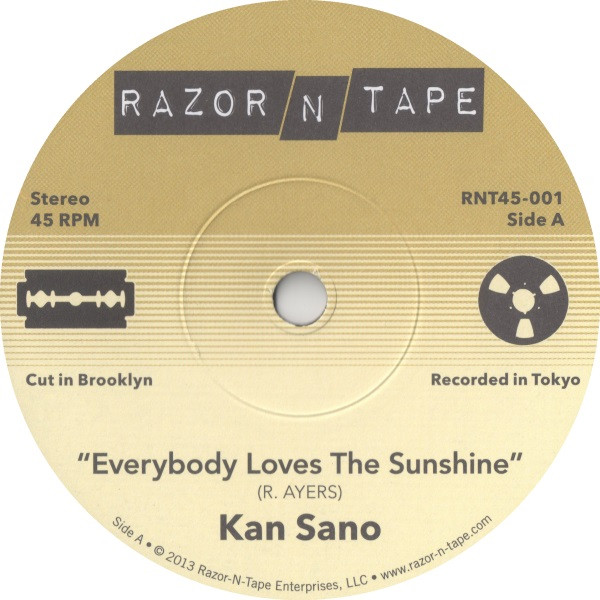 RAZOR N TAPE
Stereo
45 RPM
RNT45-001
Side A
Cut in Brooklyn
Recorded in Tokyo
“Everybody Loves The Sunshine”
(R. AYERS)
Kan Sano
Side A • © 2013 Razor-N-Tape Enterprises, LLC • www.razor-n-tape.com